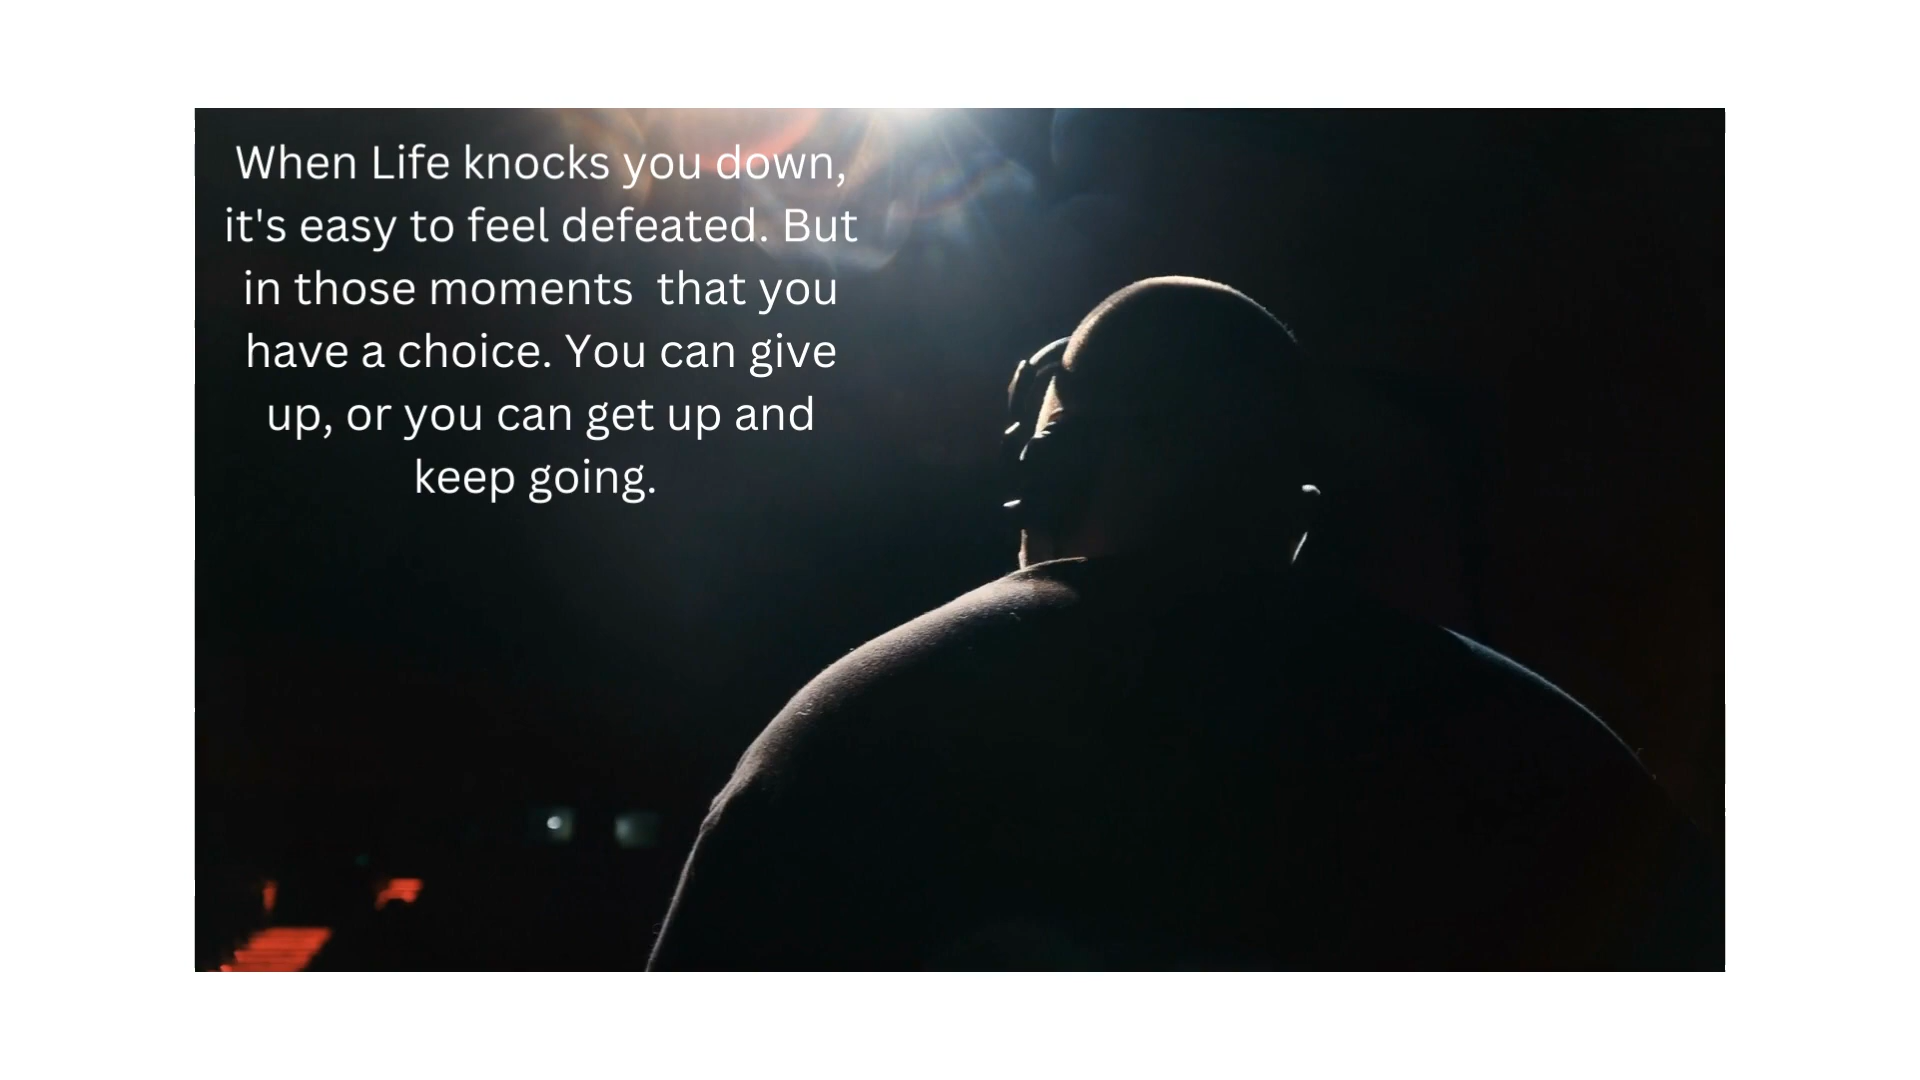 When Life knocks you down,
it's easy to feel defeated. But
in those moments  that you
have a choice. You can give
up, or you can get up and
keep going.